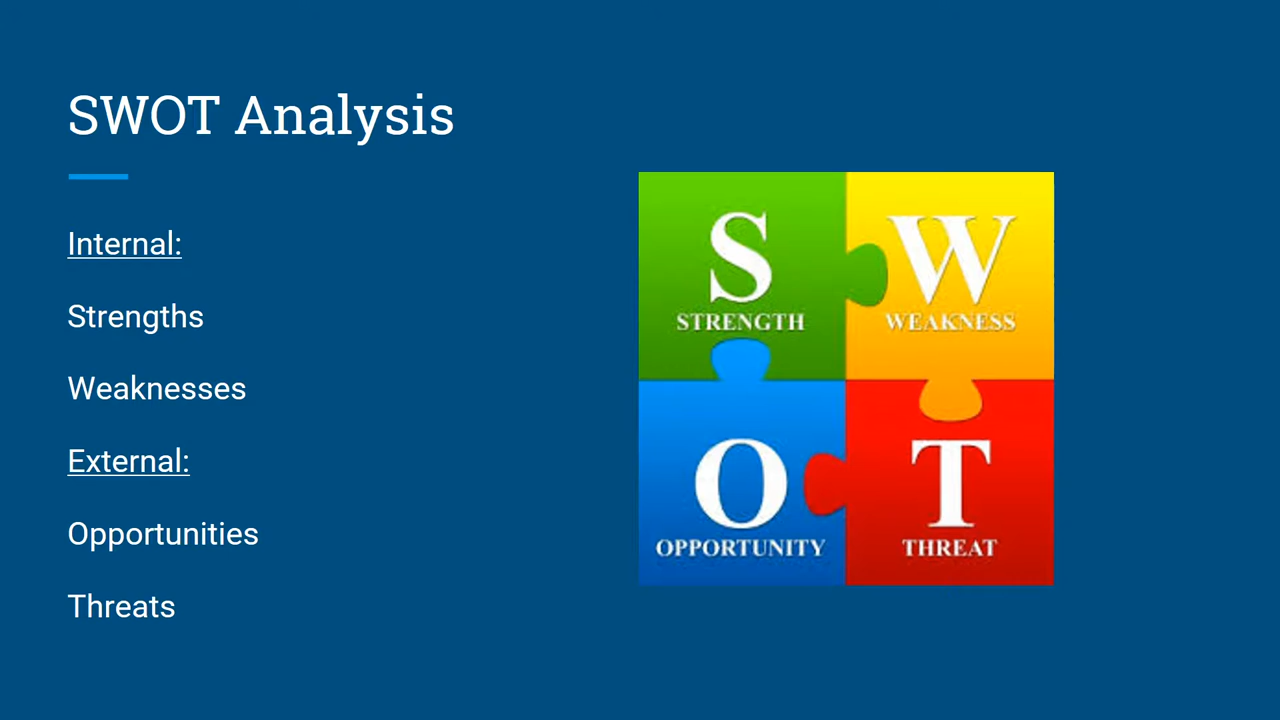 SWOT Analysis
Internal:
Strengths
Weaknesses
External:
Opportunities
Threats
S
STRENGTH
W
WEAKNESS
O
OPPORTUNITY
T
THREAT